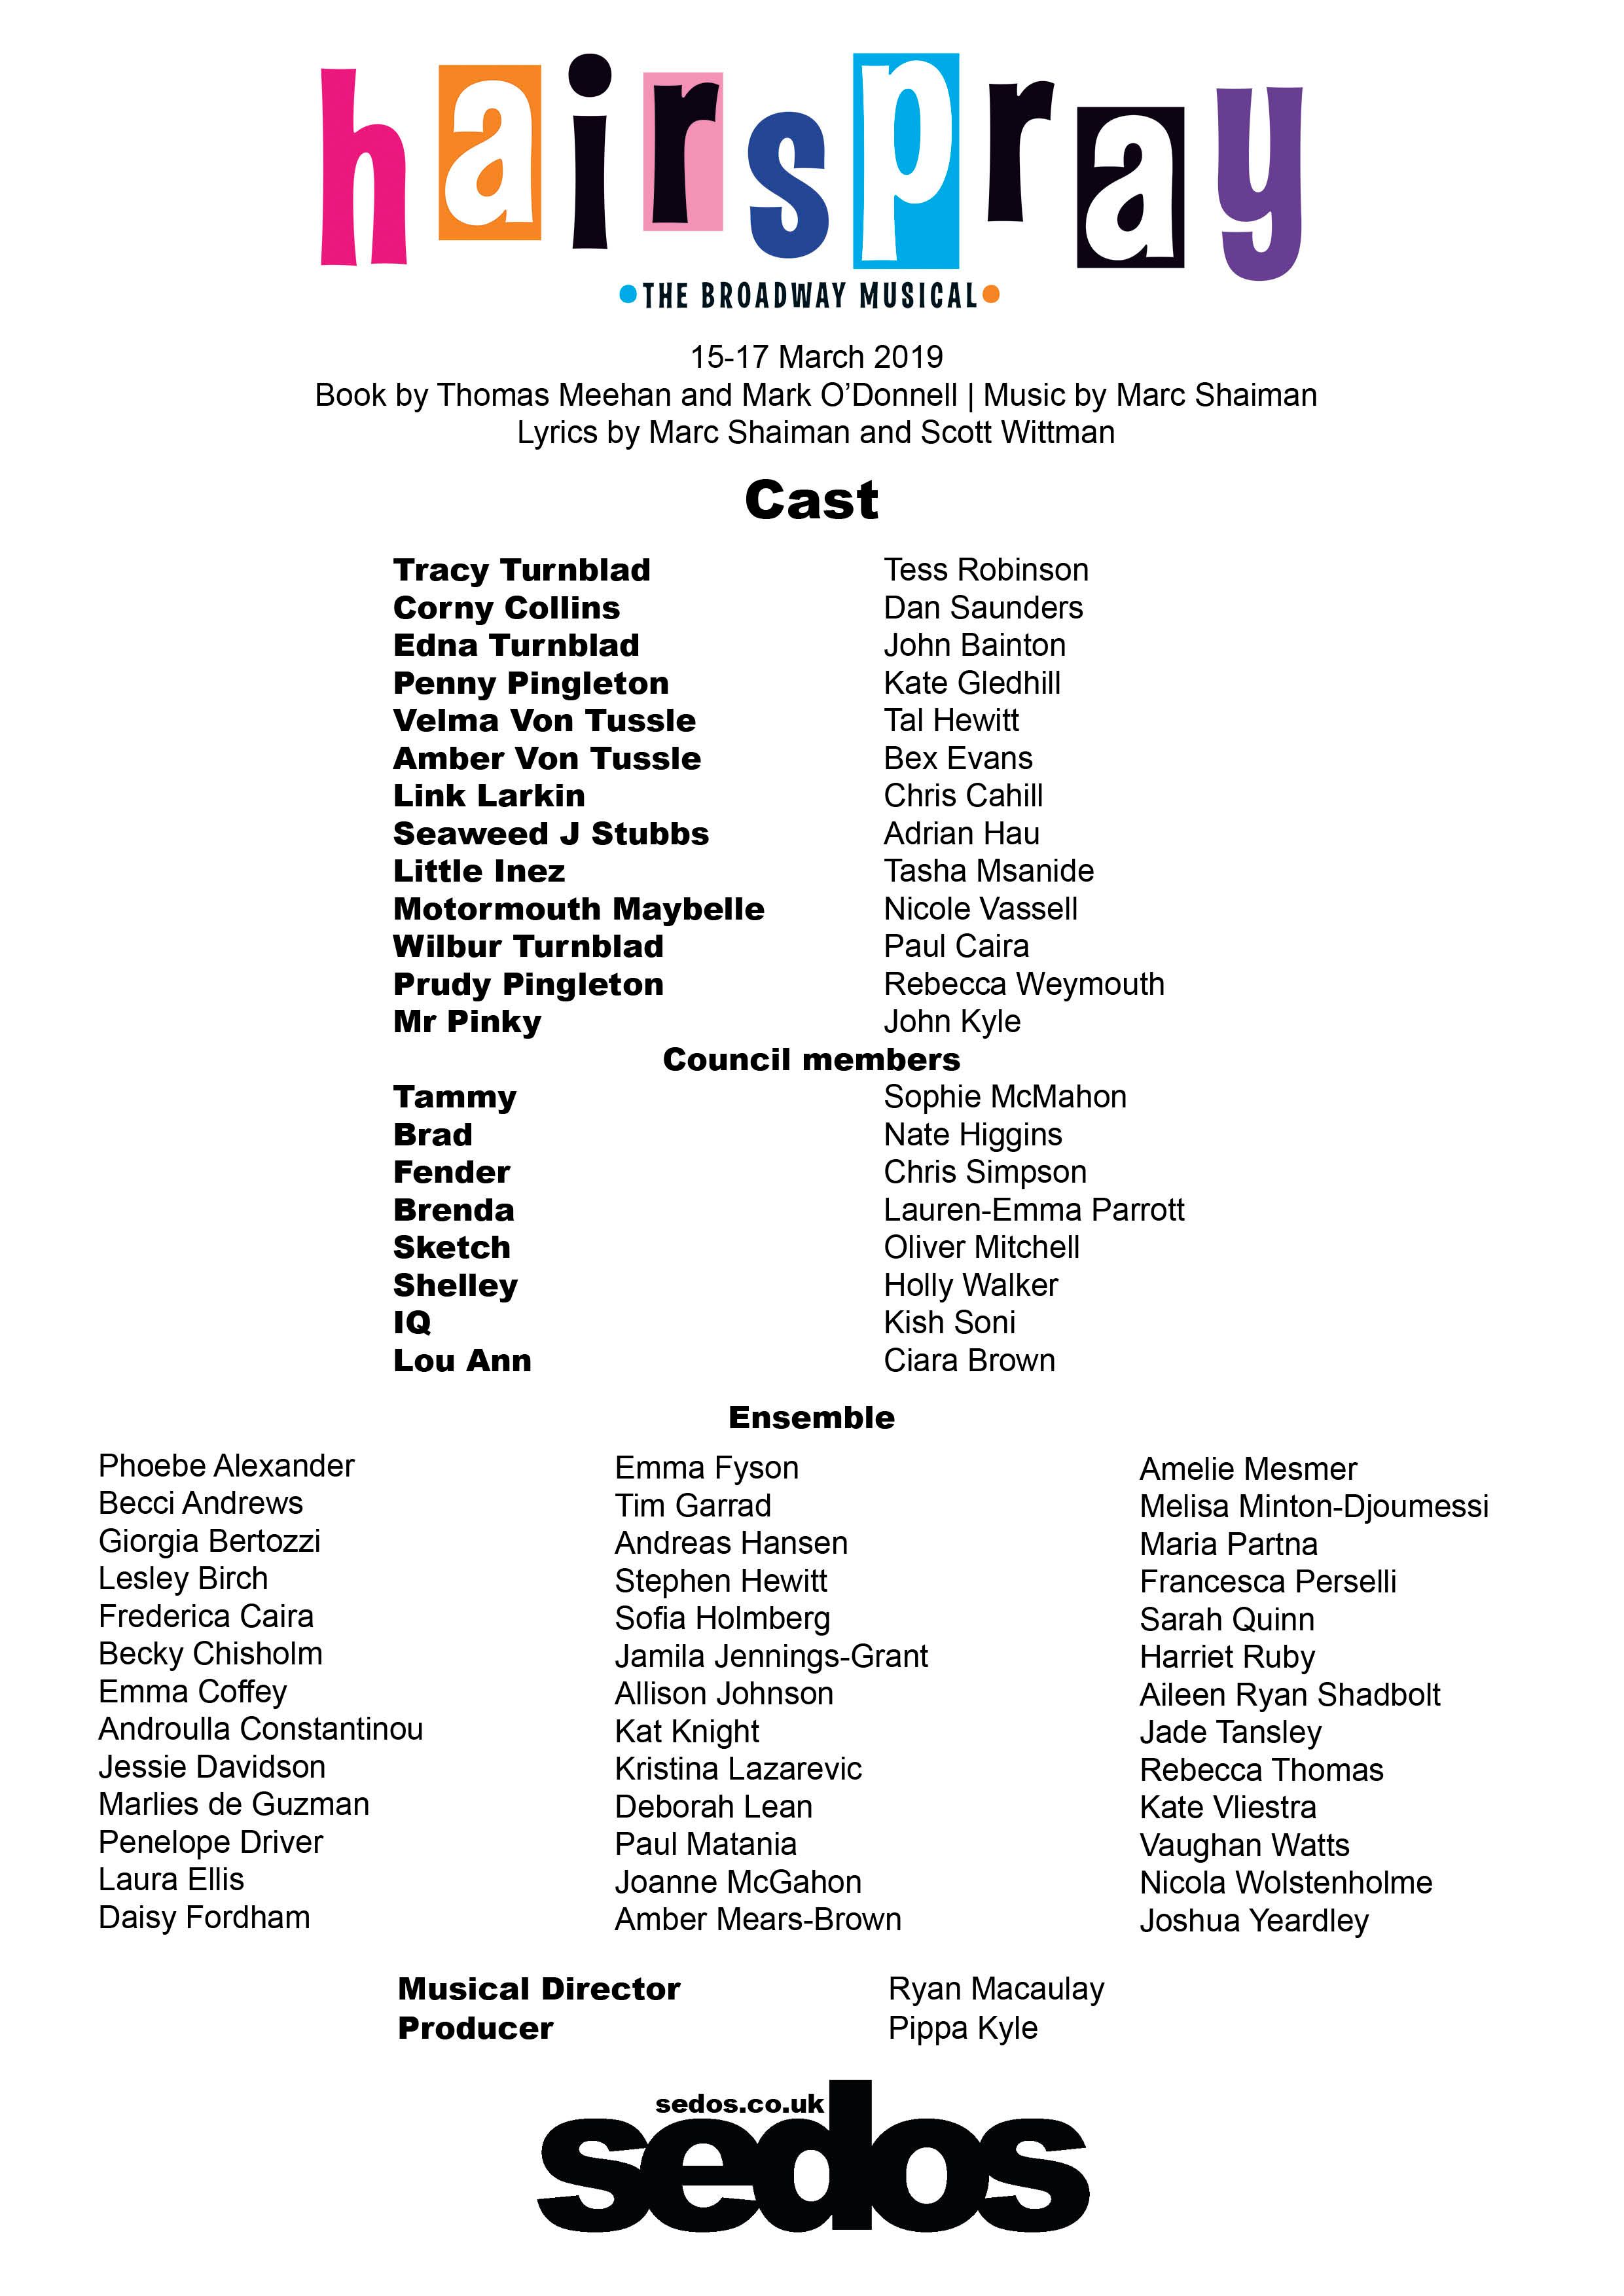 hairspray
•THE BROADWAY MUSICAL•
15-17 March 2019
Book by Thomas Meehan and Mark O’Donnell | Music by Marc Shaiman
Lyrics by Marc Shaiman and Scott Wittman
Cast
Tracy Turnblad Tess Robinson
Corny Collins Dan Saunders
Edna Turnblad John Bainton
Penny Pingleton Kate Gledhill
Velma Von Tussle Tal Hewitt
Amber Von Tussle Bex Evans
Link Larkin Chris Cahill
Seaweed J Stubbs Adrian Hau
Little Inez Tasha Msanide
Motormouth Maybelle Nicole Vassell
Wilbur Turnblad Paul Caira
Prudy Pingleton Rebecca Weymouth
Mr Pinky John Kyle
Council members
Tammy Sophie McMahon
Brad Nate Higgins
Fender Chris Simpson
Brenda Lauren-Emma Parrott
Sketch Oliver Mitchell
Shelley Holly Walker
IQ Kish Soni
Lou Ann Ciara Brown
Ensemble
Phoebe Alexander
Becci Andrews
Giorgia Bertozzi
Lesley Birch
Frederica Caira
Becky Chisholm
Emma Coffey
Androulla Constantinou
Jessie Davidson
Marlies de Guzman
Penelope Driver
Laura Ellis
Daisy Fordham
Emma Fyson
Tim Garrad
Andreas Hansen
Stephen Hewitt
Sofia Holmberg
Jamila Jennings-Grant
Allison Johnson
Kat Knight
Kristina Lazarevic
Deborah Lean
Paul Matania
Joanne McGahon
Amber Mears-Brown
Amelie Mesmer
Melisa Minton-Djoumessi
Maria Partna
Francesca Perselli
Sarah Quinn
Harriet Ruby
Aileen Ryan Shadbolt
Jade Tansley
Rebecca Thomas
Kate Vliestra
Vaughan Watts
Nicola Wolstenholme
Joshua Yeardley
Musical Director Ryan Macaulay
Producer Pippa Kyle
sedos.co.uk
sedos